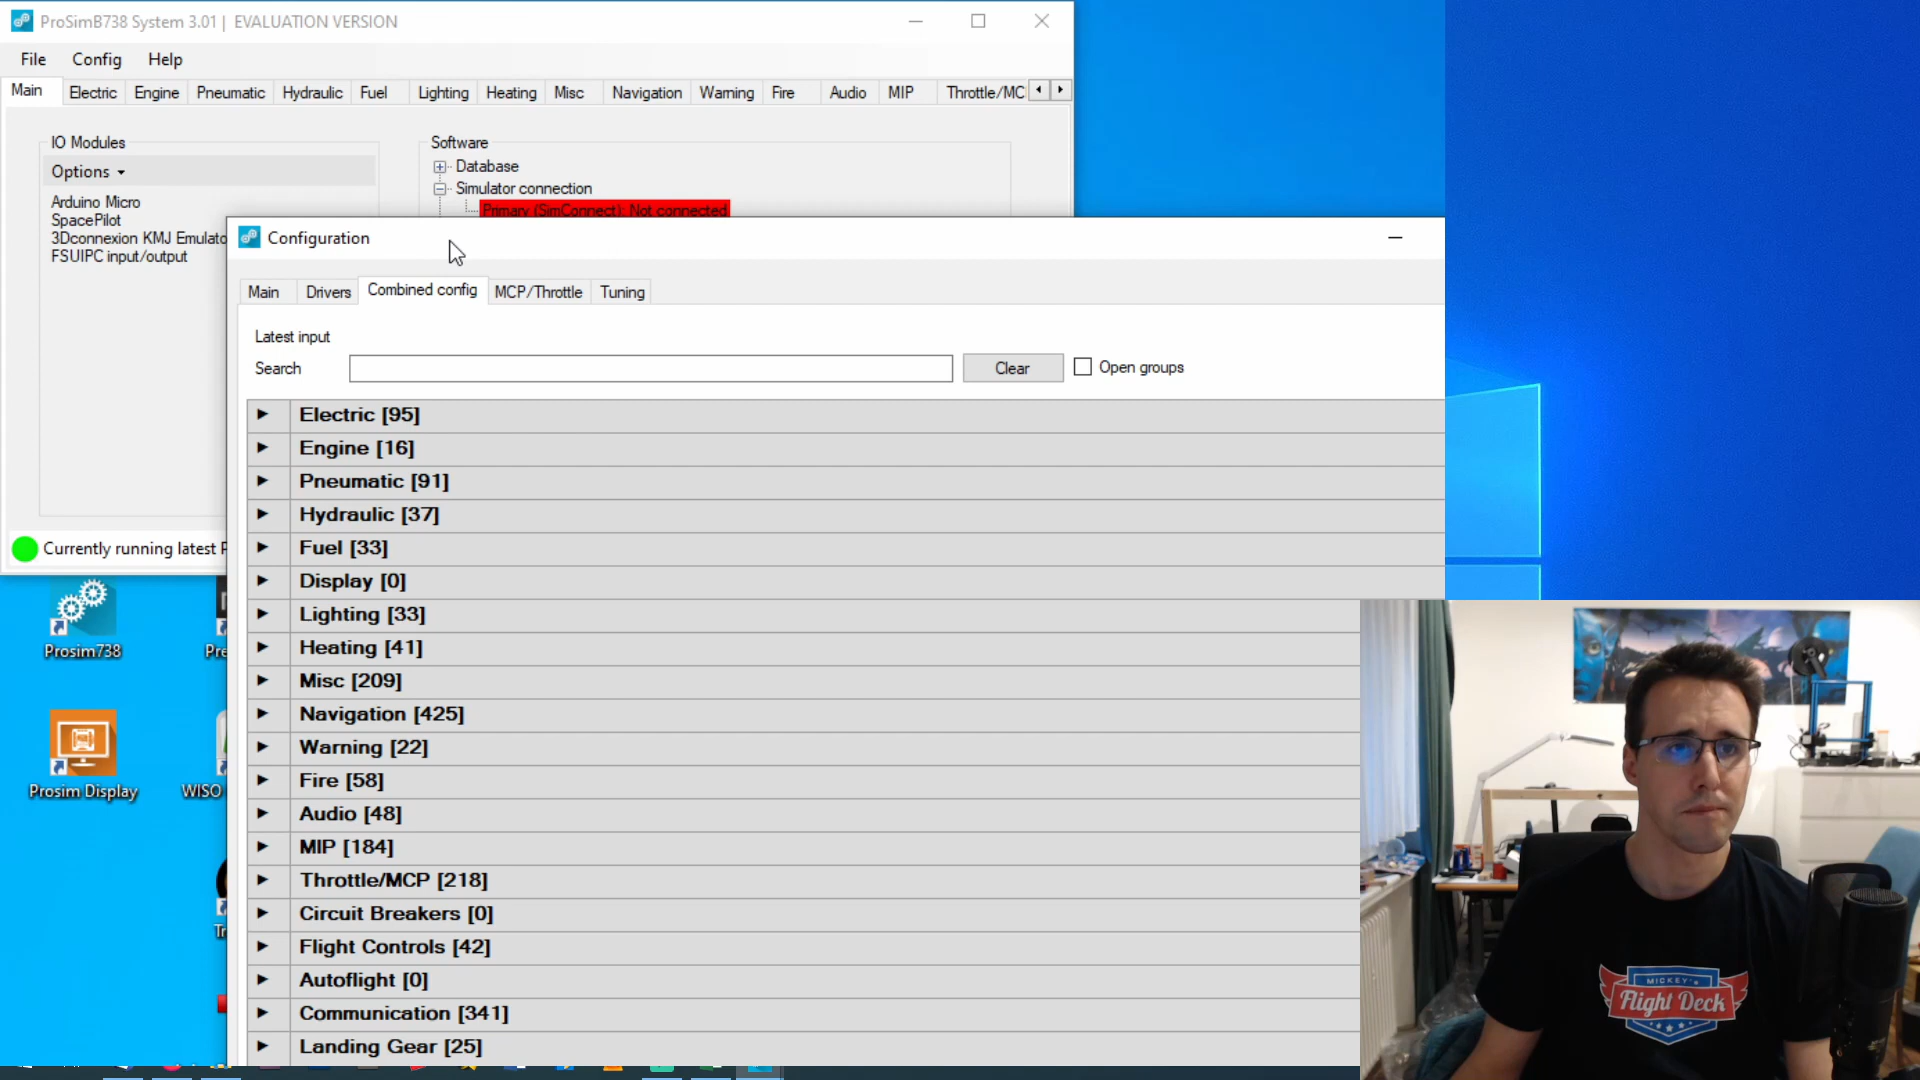 ProSimB738 System 3.01 | EVALUATION VERSION
File Config Help
Main Electric Engine Pneumatic Hydraulic Fuel Lighting Heating Misc Navigation Warning Fire Audio MIP Throttle/MC
IO Modules
Options
Arduino Micro
SpacePilot
3Dconnexion KMJ Emulato
FSUIPC input/output
Software
Database
Simulator connection
Primary (SimConnect): Not connected
Currently running latest
Configuration
Main Drivers Combined config MCP/Throttle Tuning
Latest input
Search Clear Open groups
Electric [95]
Engine [16]
Pneumatic [91]
Hydraulic [37]
Fuel [33]
Display [0]
Lighting [33]
Heating [41]
Misc [209]
Navigation [425]
Warning [22]
Fire [58]
Audio [48]
MIP [184]
Throttle/MCP [218]
Circuit Breakers [0]
Flight Controls [42]
Autoflight [0]
Communication [341]
Landing Gear [25]
Prosim738
Pre
Prosim Display
WISO
Tr
MICKEY's
Flight Deck